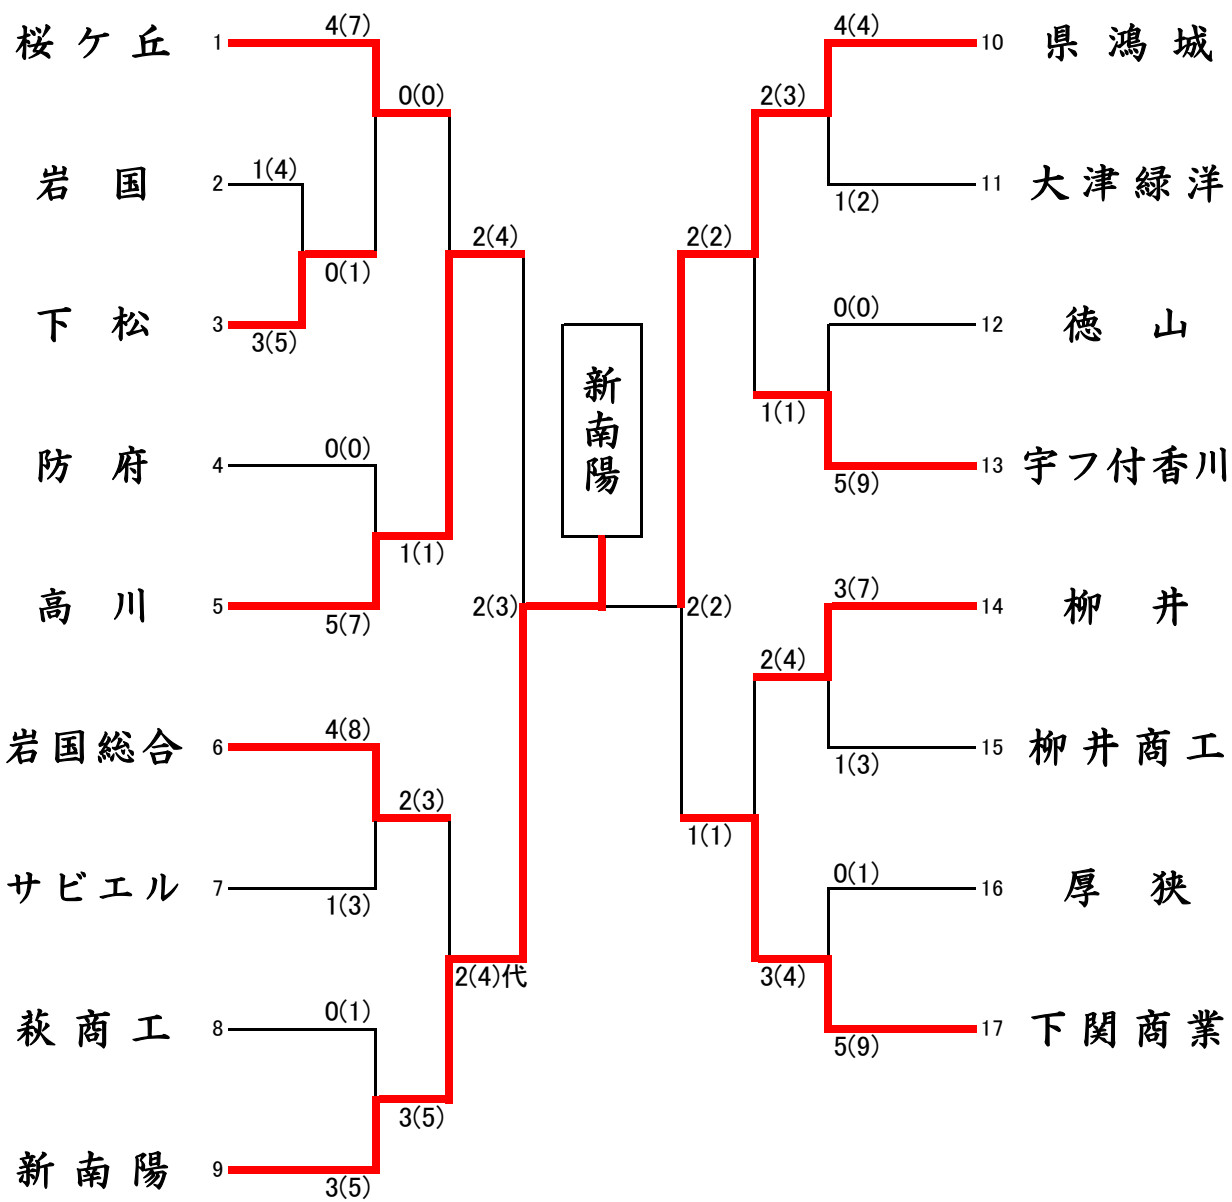 桜ケ丘 1 4(7)
0(0)
岩国 2 1(4)
0(1)
下松 3 3(5)
2(4)
防府 4 0(0)
1(1)
高川 5 5(7)
2(3)
岩国総合 6 4(8)
2(3)
サビエル 7 1(3)
2(4)代
萩商工 8 0(1)
3(5)
新南陽 9 3(5)
新南陽
4(4) 10 県鴻城
2(3)
1(2) 11 大津緑洋
2(2)
0(0) 12 徳山
1(1)
5(9) 13 宇フ付香川
2(2)
3(7) 14 柳井
2(4)
1(3) 15 柳井商工
1(1)
0(1) 16 厚狭
3(4)
5(9) 17 下関商業